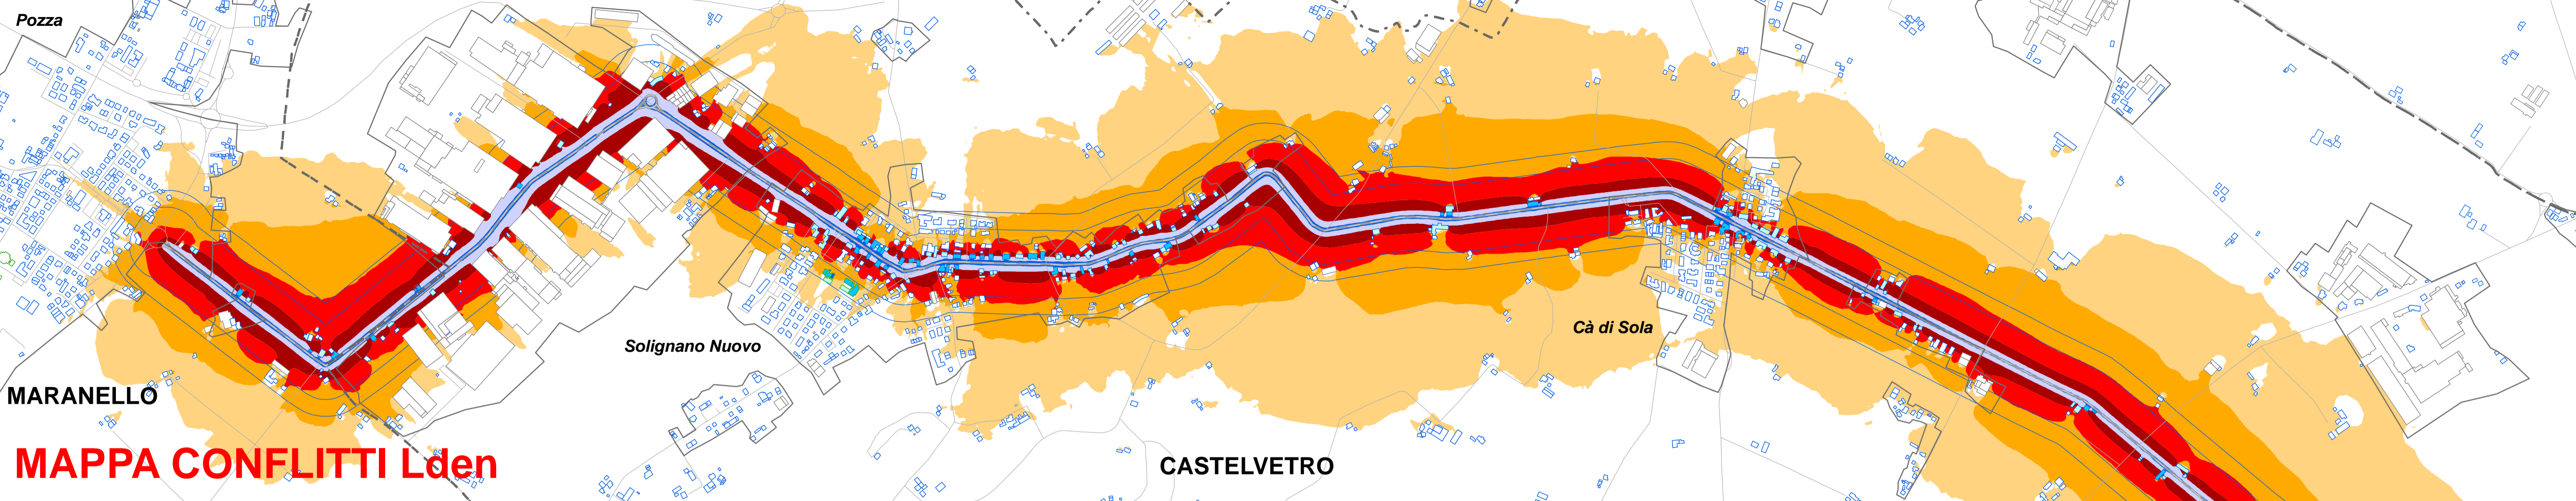 Pozza
Cà di Sola
Solignano Nuovo
MARANELLO
MAPPA CONFLITTI Lden
CASTELVETRO